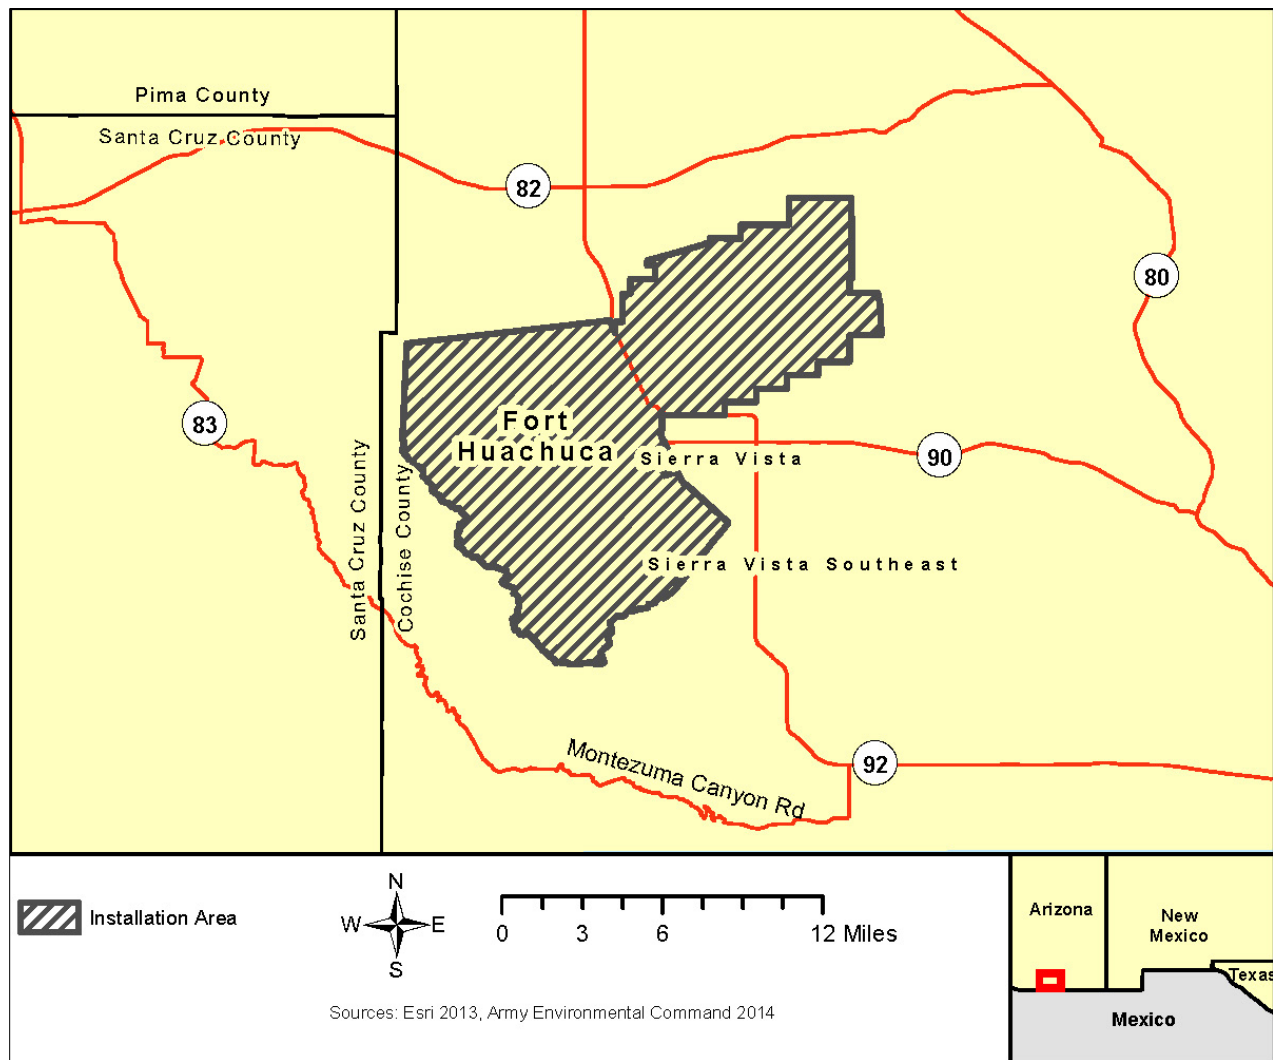 Pima County
Santa Cruz County
82
80
83
Fort
Huachuca
Sierra Vista
90
Santa Cruz County
Cochise County
Sierra Vista Southeast
Montezuma Canyon Rd
92
Installation Area
N
W
E
S
0 3 6 12 Miles
Sources: Esri 2013, Army Environmental Command 2014
Arizona
New
Mexico
Texas
Mexico